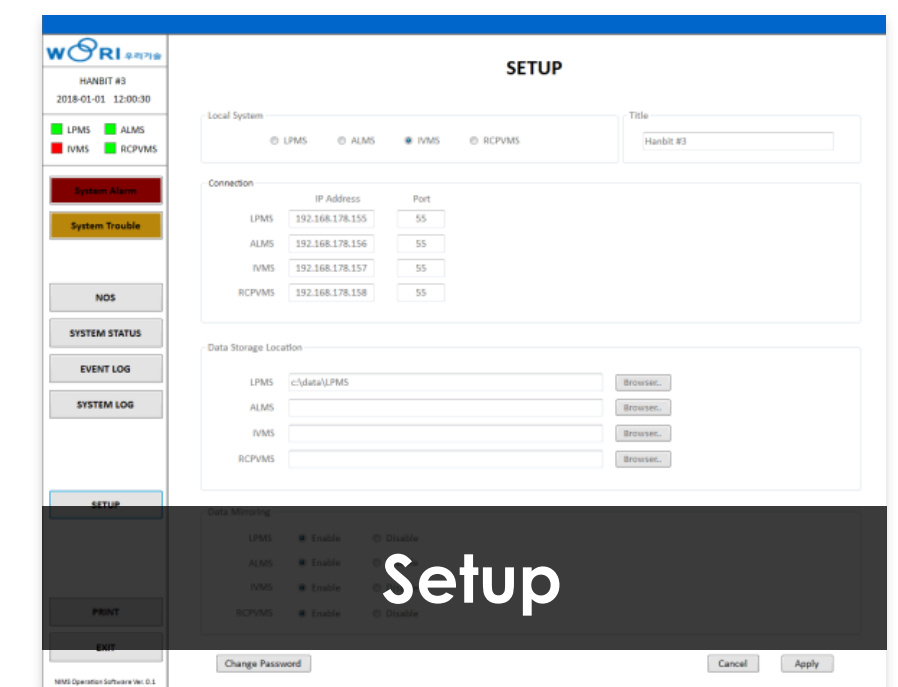 WORI 우리기술
HANBIT #3
2018-01-01 12:00:30
LPMS ALMS
IVMS RCPVMS
System Alarm
System Trouble
NOS
SYSTEM STATUS
EVENT LOG
SYSTEM LOG
SETUP
PRINT
EXIT
NIMS Operation Software Ver. 0.1
SETUP
Local System
LPMS ALMS IVMS RCPVMS
Title
Hanbit #3
Connection
IP Address Port
LPMS 192.168.178.155 55
ALMS 192.168.178.156 55
IVMS 192.168.178.157 55
RCPVMS 192.168.178.158 55
Data Storage Location
LPMS c:\data\LPMS Browser..
ALMS Browser..
IVMS Browser..
RCPVMS Browser..
Data Mirroring
LPMS Enable Disable
ALMS Enable
IVMS Enable
RCPVMS Enable Disable
Setup
Change Password Cancel Apply